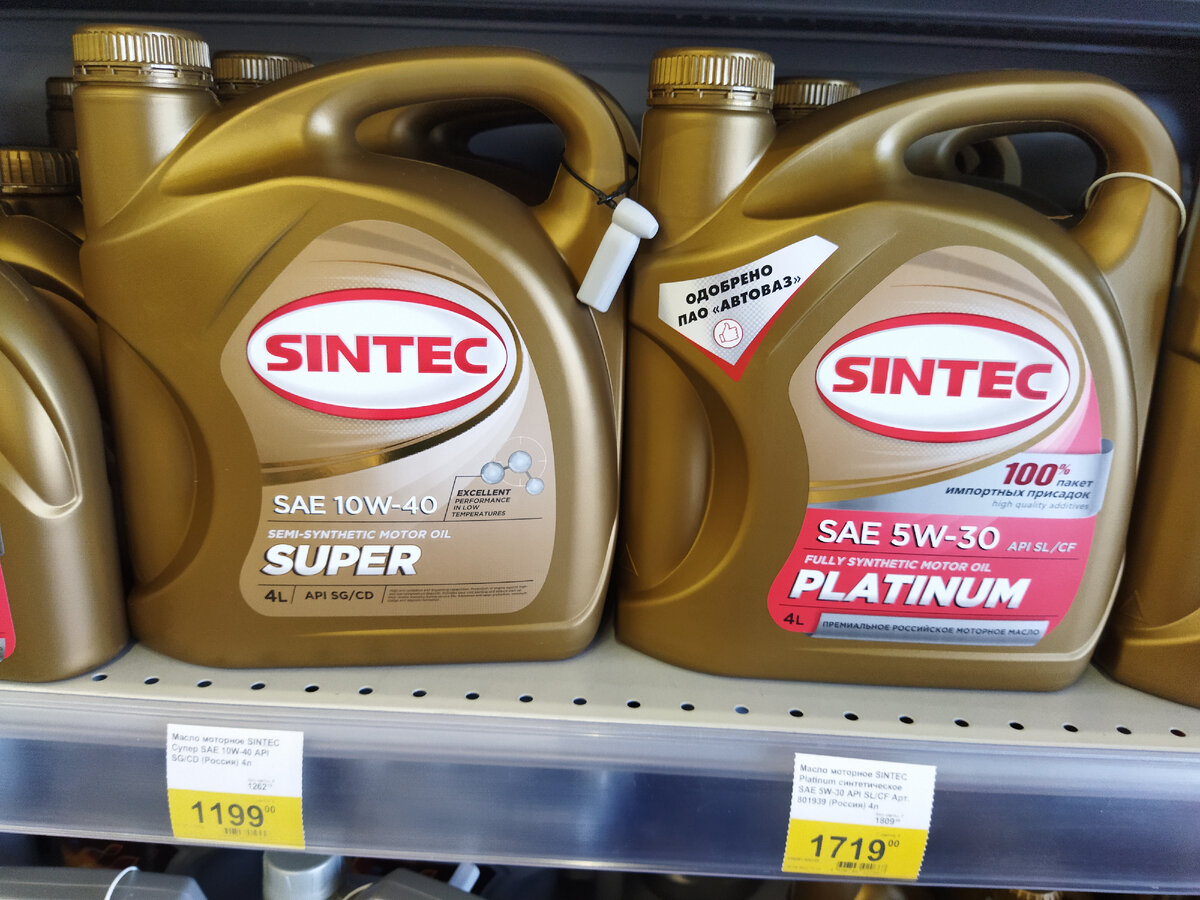 SINTEC
EXCELLENT
PERFORMANCE
IN LOW
TEMPERATURES
SAE 10W-40
SEMI-SYNTHETIC MOTOR OIL
SUPER
4L API SG/CD
ОДОБРЕНО
ПАО «АВТОВАЗ»
SINTEC
100% пакет
импортных присадок
high quality additives
SAE 5W-30 API SL/CF
FULLY SYNTHETIC MOTOR OIL
PLATINUM
4L ПРЕМИАЛЬНОЕ РОССИЙСКОЕ МОТОРНОЕ МАСЛО
Масло моторное SINTEC
Супер SAE 10W-40 API
SG/CD (Россия) 4л
1262
1199 00
Масло моторное SINTEC
Platinum синтетическое
SAE 5W-30 API SL/CF Арт.
801939 (Россия) 4л
1809
1719 00